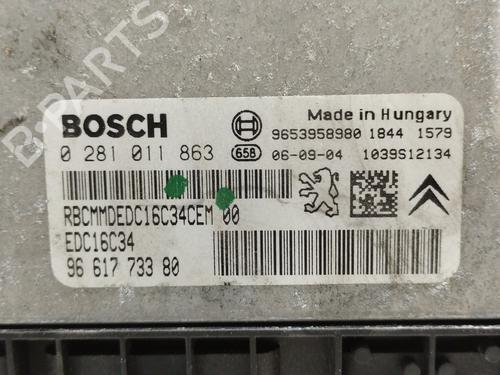 B-PARTS
Made in Hungary
BOSCH
9653958980 1844 1579
0 281 011 863 658 06-09-04 1039S12134
RBCMMDEDC16C34CEM 00
EDC16C34
96 617 733 80